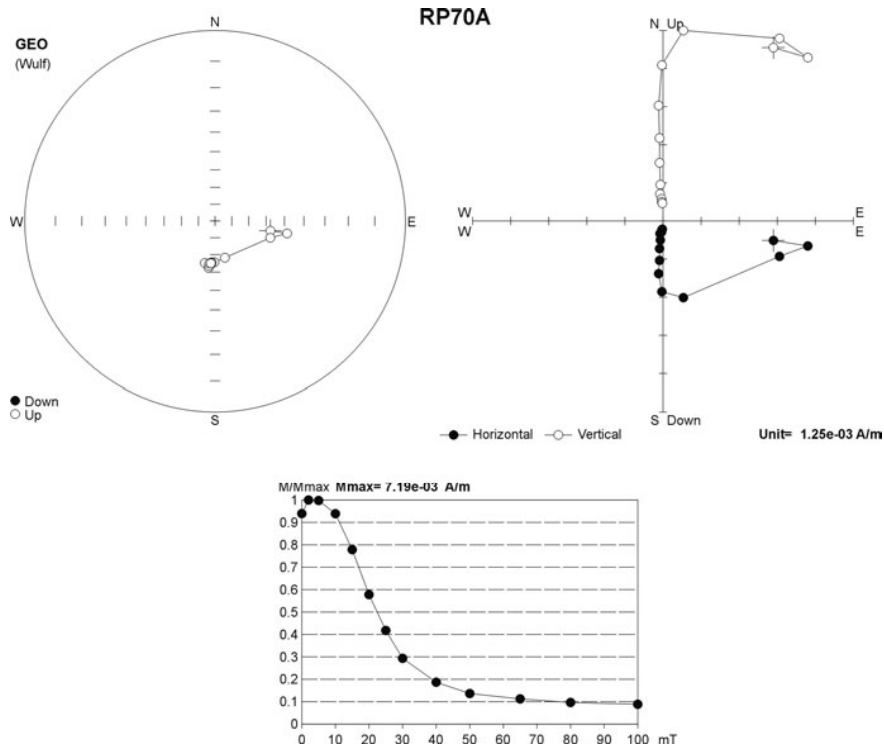 RP70A
GEO
(Wulf)
N
W
E
S
Down
Up
N Up
W E
W E
S Down
Horizontal Vertical
Unit= 1.25e-03 A/m
M/Mmax Mmax= 7.19e-03 A/m
1
0.9
0.8
0.7
0.6
0.5
0.4
0.3
0.2
0.1
0
0 10 20 30 40 50 60 70 80 90 100 mT